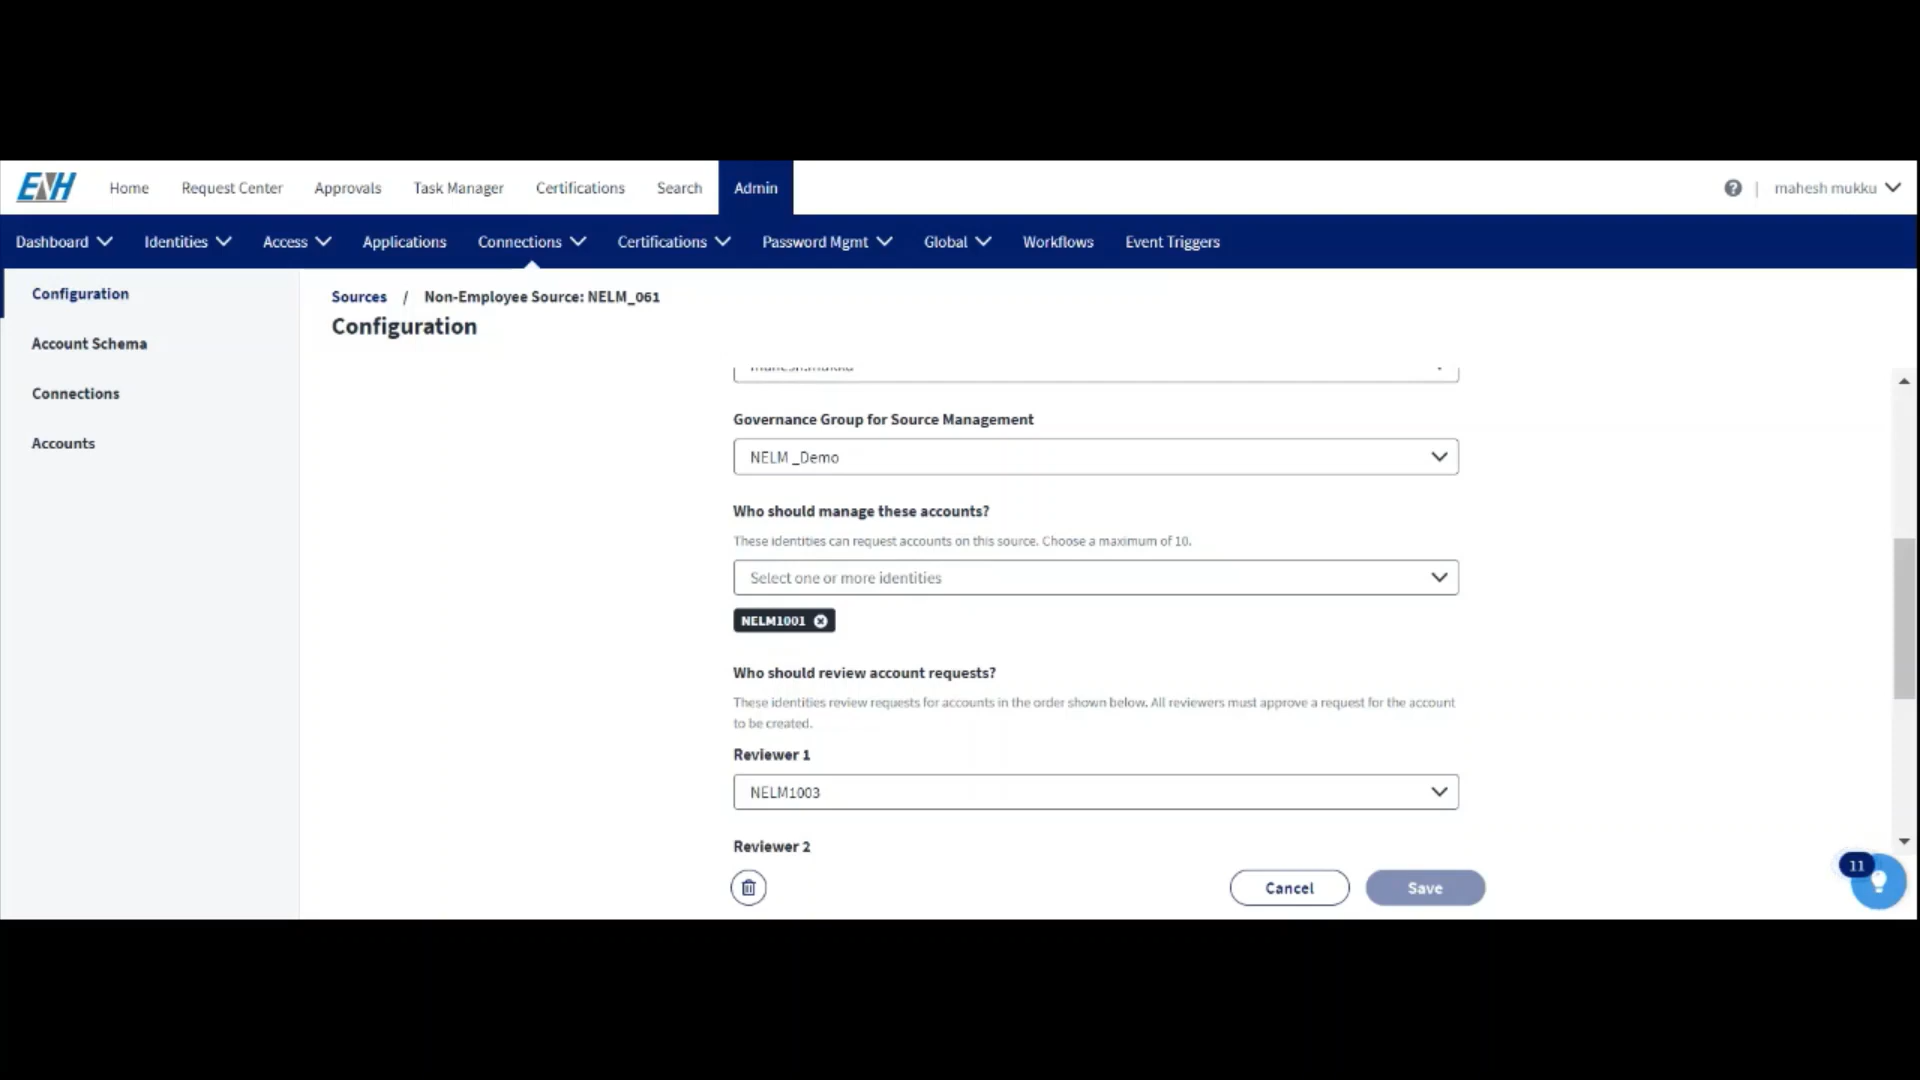 ENH
Home Request Center Approvals Task Manager Certifications Search Admin
mahesh mukku
Dashboard Identities Access Applications Connections Certifications Password Mgmt Global Workflows Event Triggers
Configuration
Account Schema
Connections
Accounts
Sources / Non-Employee Source: NELM_061
Configuration
Governance Group for Source Management
NELM _Demo
Who should manage these accounts?
These identities can request accounts on this source. Choose a maximum of 10.
Select one or more identities
NELM1001
Who should review account requests?
These identities review requests for accounts in the order shown below. All reviewers must approve a request for the account
to be created.
Reviewer 1
NELM1003
Reviewer 2
Cancel Save
11